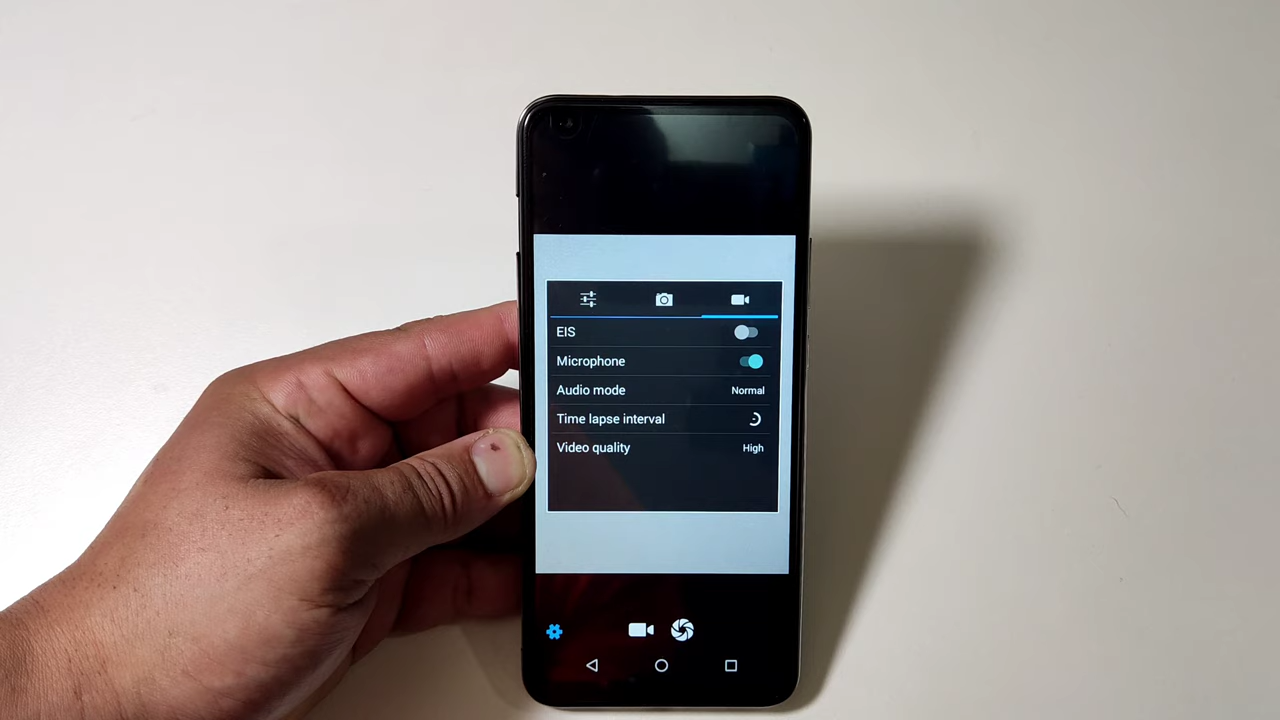 EIS
Microphone
Audio mode Normal
Time lapse interval
Video quality High